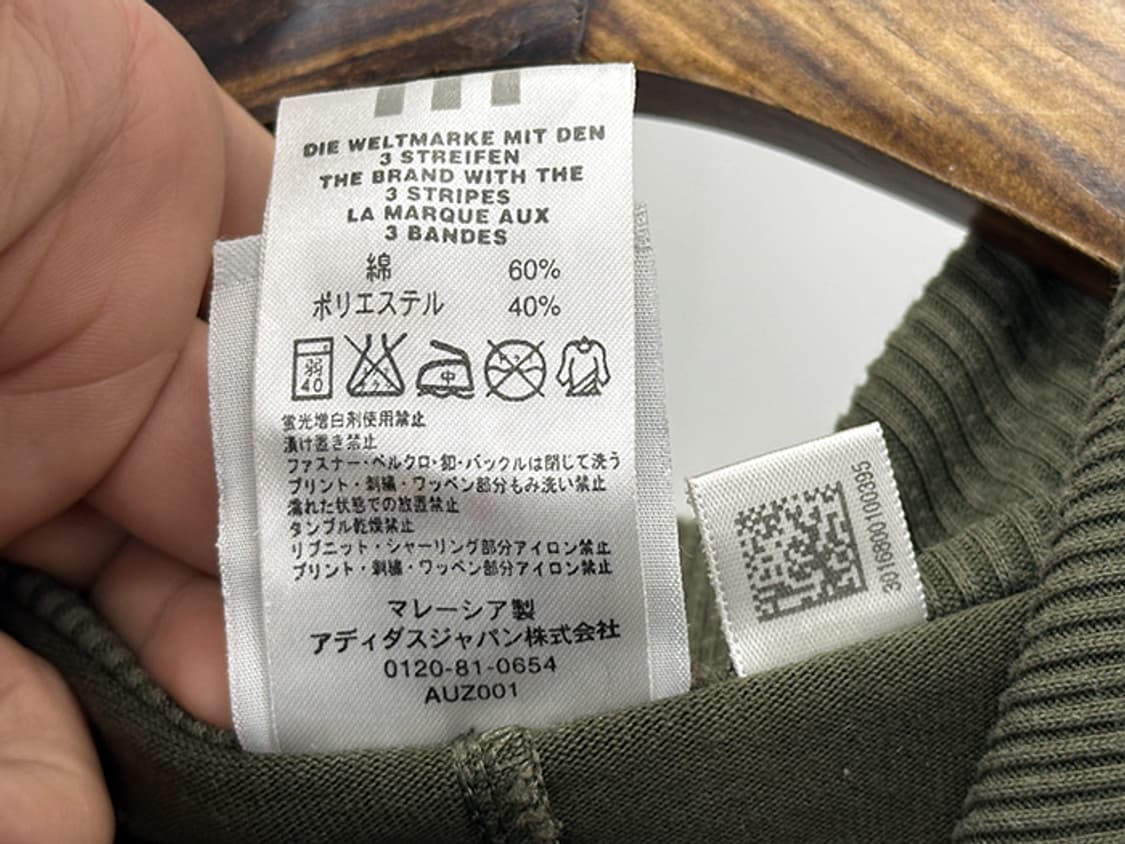 DIE WELTMARKE MIT DEN
3 STREIFEN
THE BRAND WITH THE
3 STRIPES
LA MARQUE AUX
3 BANDES
綿 60%
ポリエステル 40%
弱
40
中
蛍光増白剤使用禁止
漬け置き禁止
ファスナー・ベルクロ・釦・バックルは閉じて洗う
プリント・刺繍・ワッペン部分もみ洗い禁止
濡れた状態での放置禁止
タンブル乾燥禁止
リブニット・シャーリング部分アイロン禁止
プリント・刺繍・ワッペン部分アイロン禁止
マレーシア製
アディダスジャパン株式会社
0120-81-0654
AUZ001
3016800100395